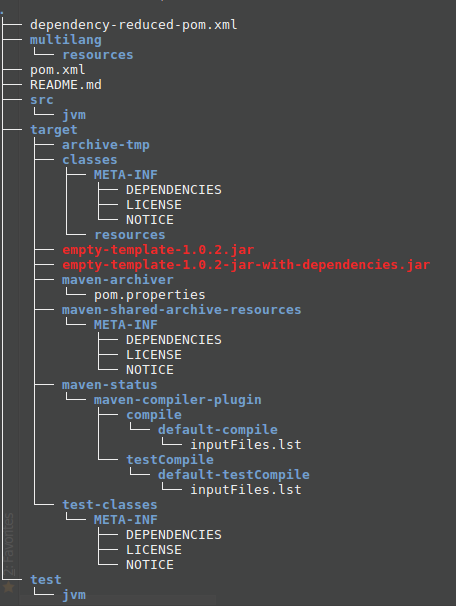 .
dependency-reduced-pom.xml
multilang
resources
pom.xml
README.md
src
jvm
target
archive-tmp
classes
META-INF
DEPENDENCIES
LICENSE
NOTICE
resources
empty-template-1.0.2.jar
empty-template-1.0.2-jar-with-dependencies.jar
maven-archiver
pom.properties
maven-shared-archive-resources
META-INF
DEPENDENCIES
LICENSE
NOTICE
maven-status
maven-compiler-plugin
compile
default-compile
inputFiles.lst
testCompile
default-testCompile
inputFiles.lst
test-classes
META-INF
DEPENDENCIES
LICENSE
NOTICE
test
jvm
2: Favorites